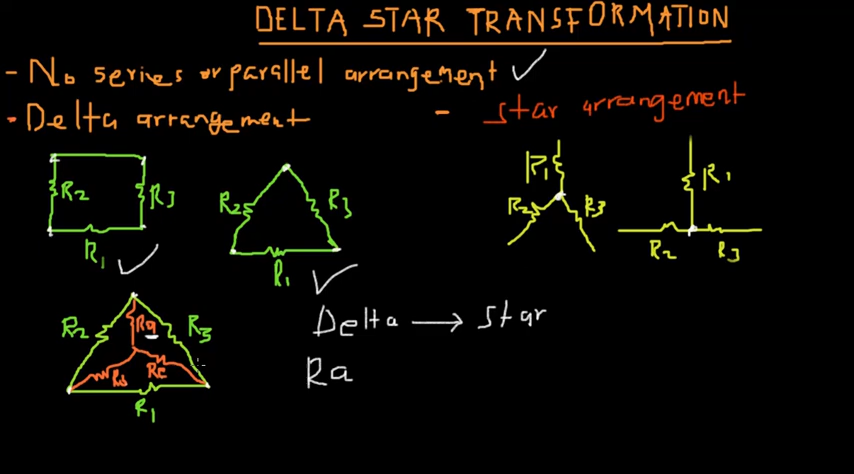 DELTA STAR TRANSFORMATION
- No series or parallel arrangement
- Delta arrangement
- star arrangement
R2
R3
R1
R2
R3
R1
R1
R2
R3
R1
R2
R3
R2
Ra
R3
Rb
Rc
R1
Delta → star
Ra